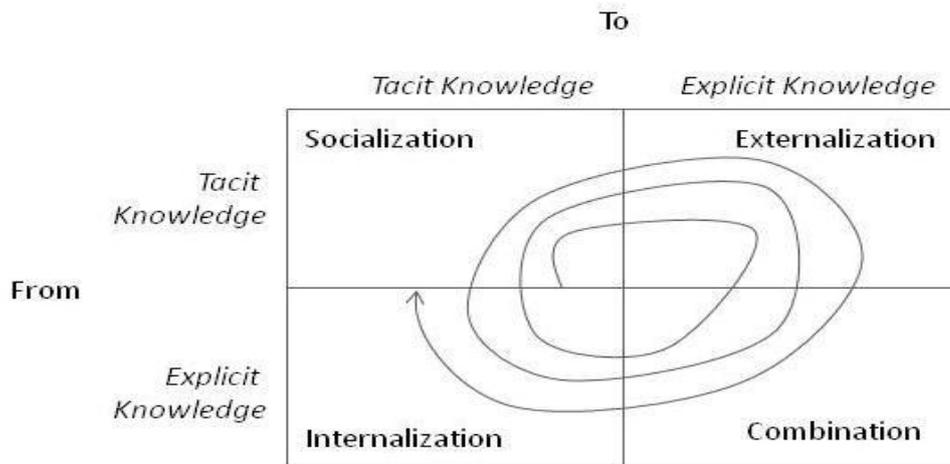 To
Tacit Knowledge Explicit Knowledge
Socialization Externalization
Tacit
Knowledge
From
Explicit
Knowledge
Internalization Combination